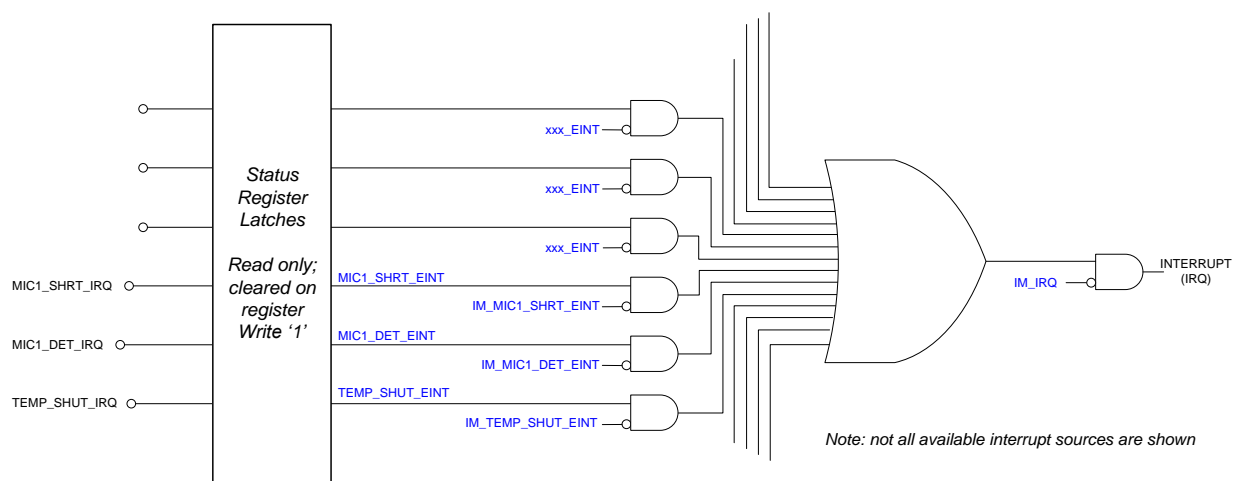 xxx_EINT
Status
Register
Latches
xxx_EINT
xxx_EINT
Read only;
cleared on
register
Write ‘1’
MIC1_SHRT_IRQ
MIC1_SHRT_EINT
IM_MIC1_SHRT_EINT
INTERRUPT
(IRQ)
IM_IRQ
MIC1_DET_IRQ
MIC1_DET_EINT
IM_MIC1_DET_EINT
TEMP_SHUT_IRQ
TEMP_SHUT_EINT
IM_TEMP_SHUT_EINT
Note: not all available interrupt sources are shown